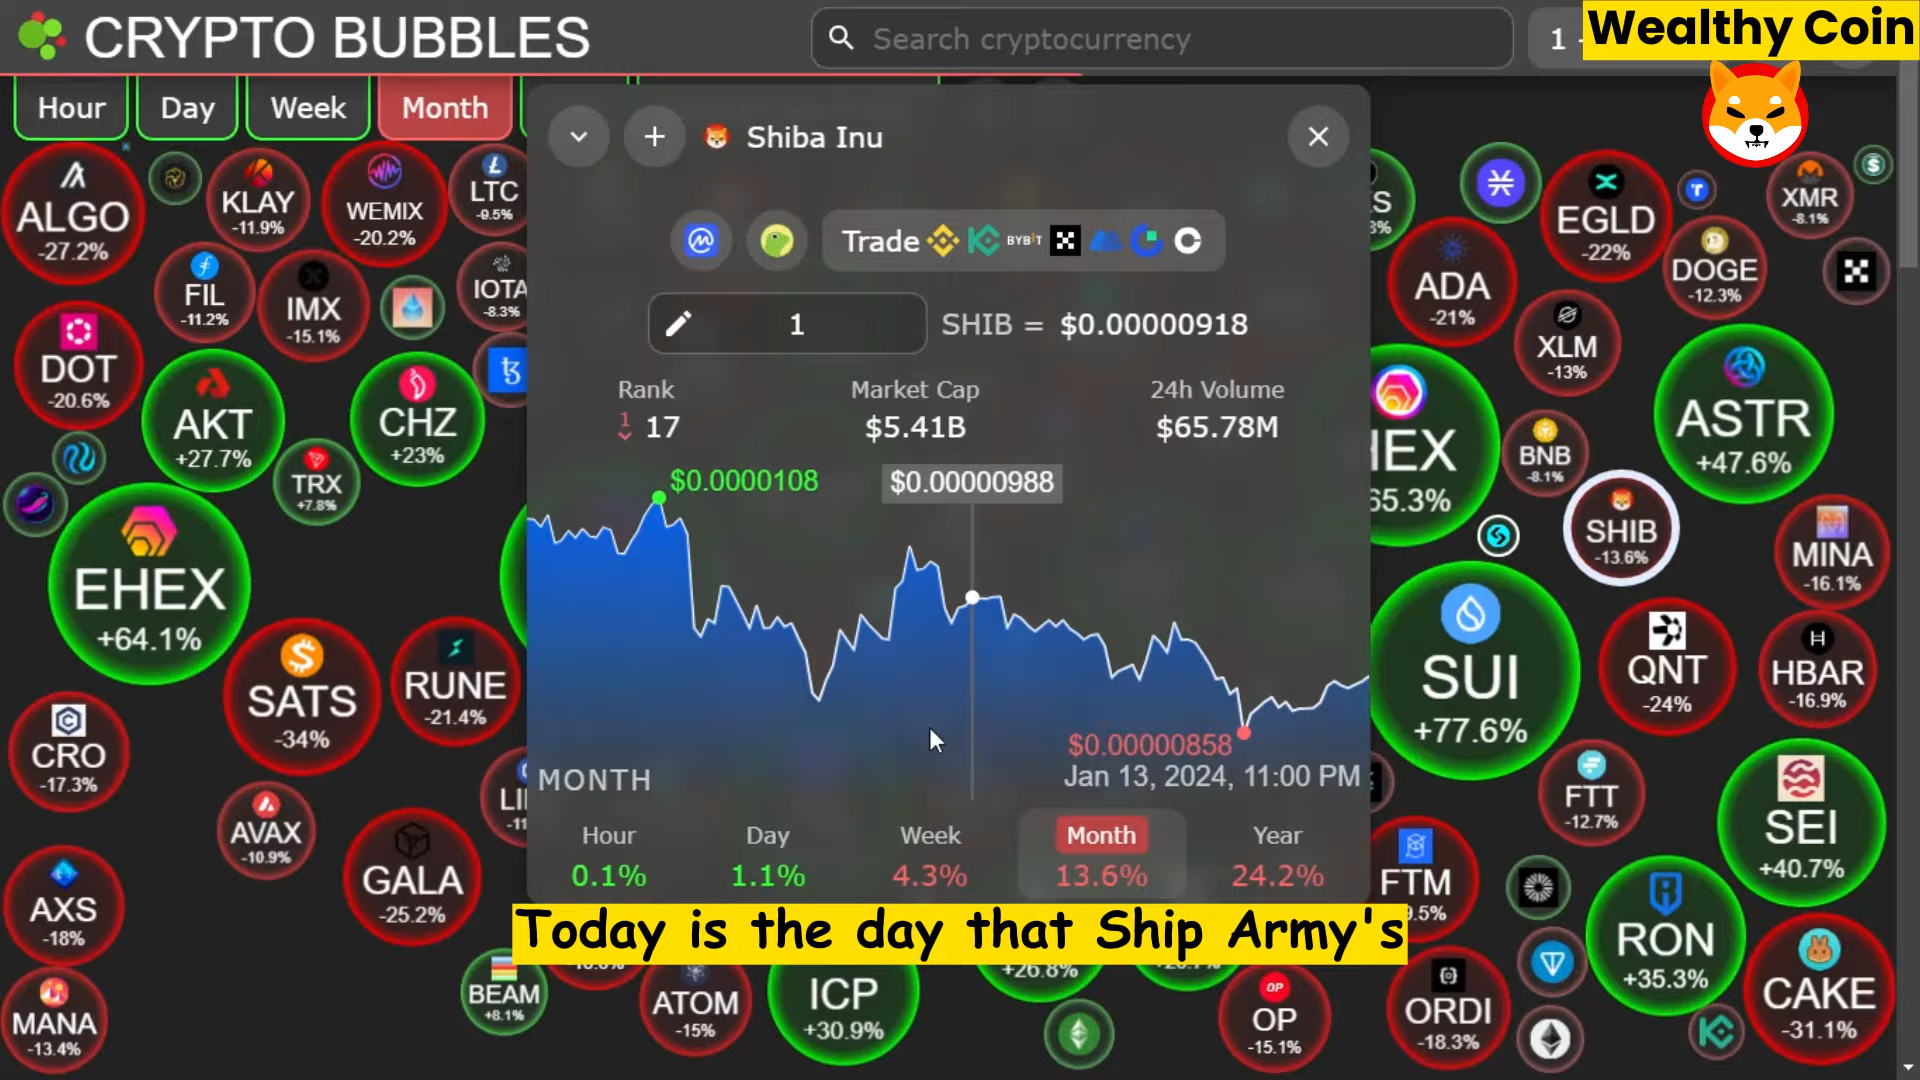 CRYPTO BUBBLES
Search cryptocurrency
1 -
Wealthy Coin
Hour
Day
Week
Month
Shiba Inu
Trade
BYBIT
1
SHIB = $0.00000918
Rank
Market Cap
24h Volume
1
17
$5.41B
$65.78M
$0.0000108
$0.00000988
$0.00000858
Jan 13, 2024, 11:00 PM
MONTH
Hour
Day
Week
Month
Year
0.1%
1.1%
4.3%
13.6%
24.2%
Today is the day that Ship Army's
ALGO
-27.2%
KLAY
-11.9%
WEMIX
-20.2%
LTC
-9.5%
FIL
-11.2%
IMX
-15.1%
IOTA
-8.3%
DOT
-20.6%
AKT
+27.7%
CHZ
+23%
TRX
+7.8%
EHEX
+64.1%
SATS
-34%
RUNE
-21.4%
CRO
-17.3%
AVAX
-10.9%
GALA
-25.2%
AXS
-18%
MANA
-13.4%
BEAM
+8.1%
ATOM
-15%
ICP
+30.9%
+26.8%
OP
OP
-15.1%
EGLD
-22%
XMR
-8.1%
ADA
-21%
DOGE
-12.3%
XLM
-13%
ASTR
+47.6%
BNB
-8.1%
SHIB
-13.6%
MINA
-16.1%
SUI
+77.6%
QNT
-24%
HBAR
-16.9%
FTT
-12.7%
SEI
+40.7%
FTM
RON
+35.3%
ORDI
-18.3%
CAKE
-31.1%